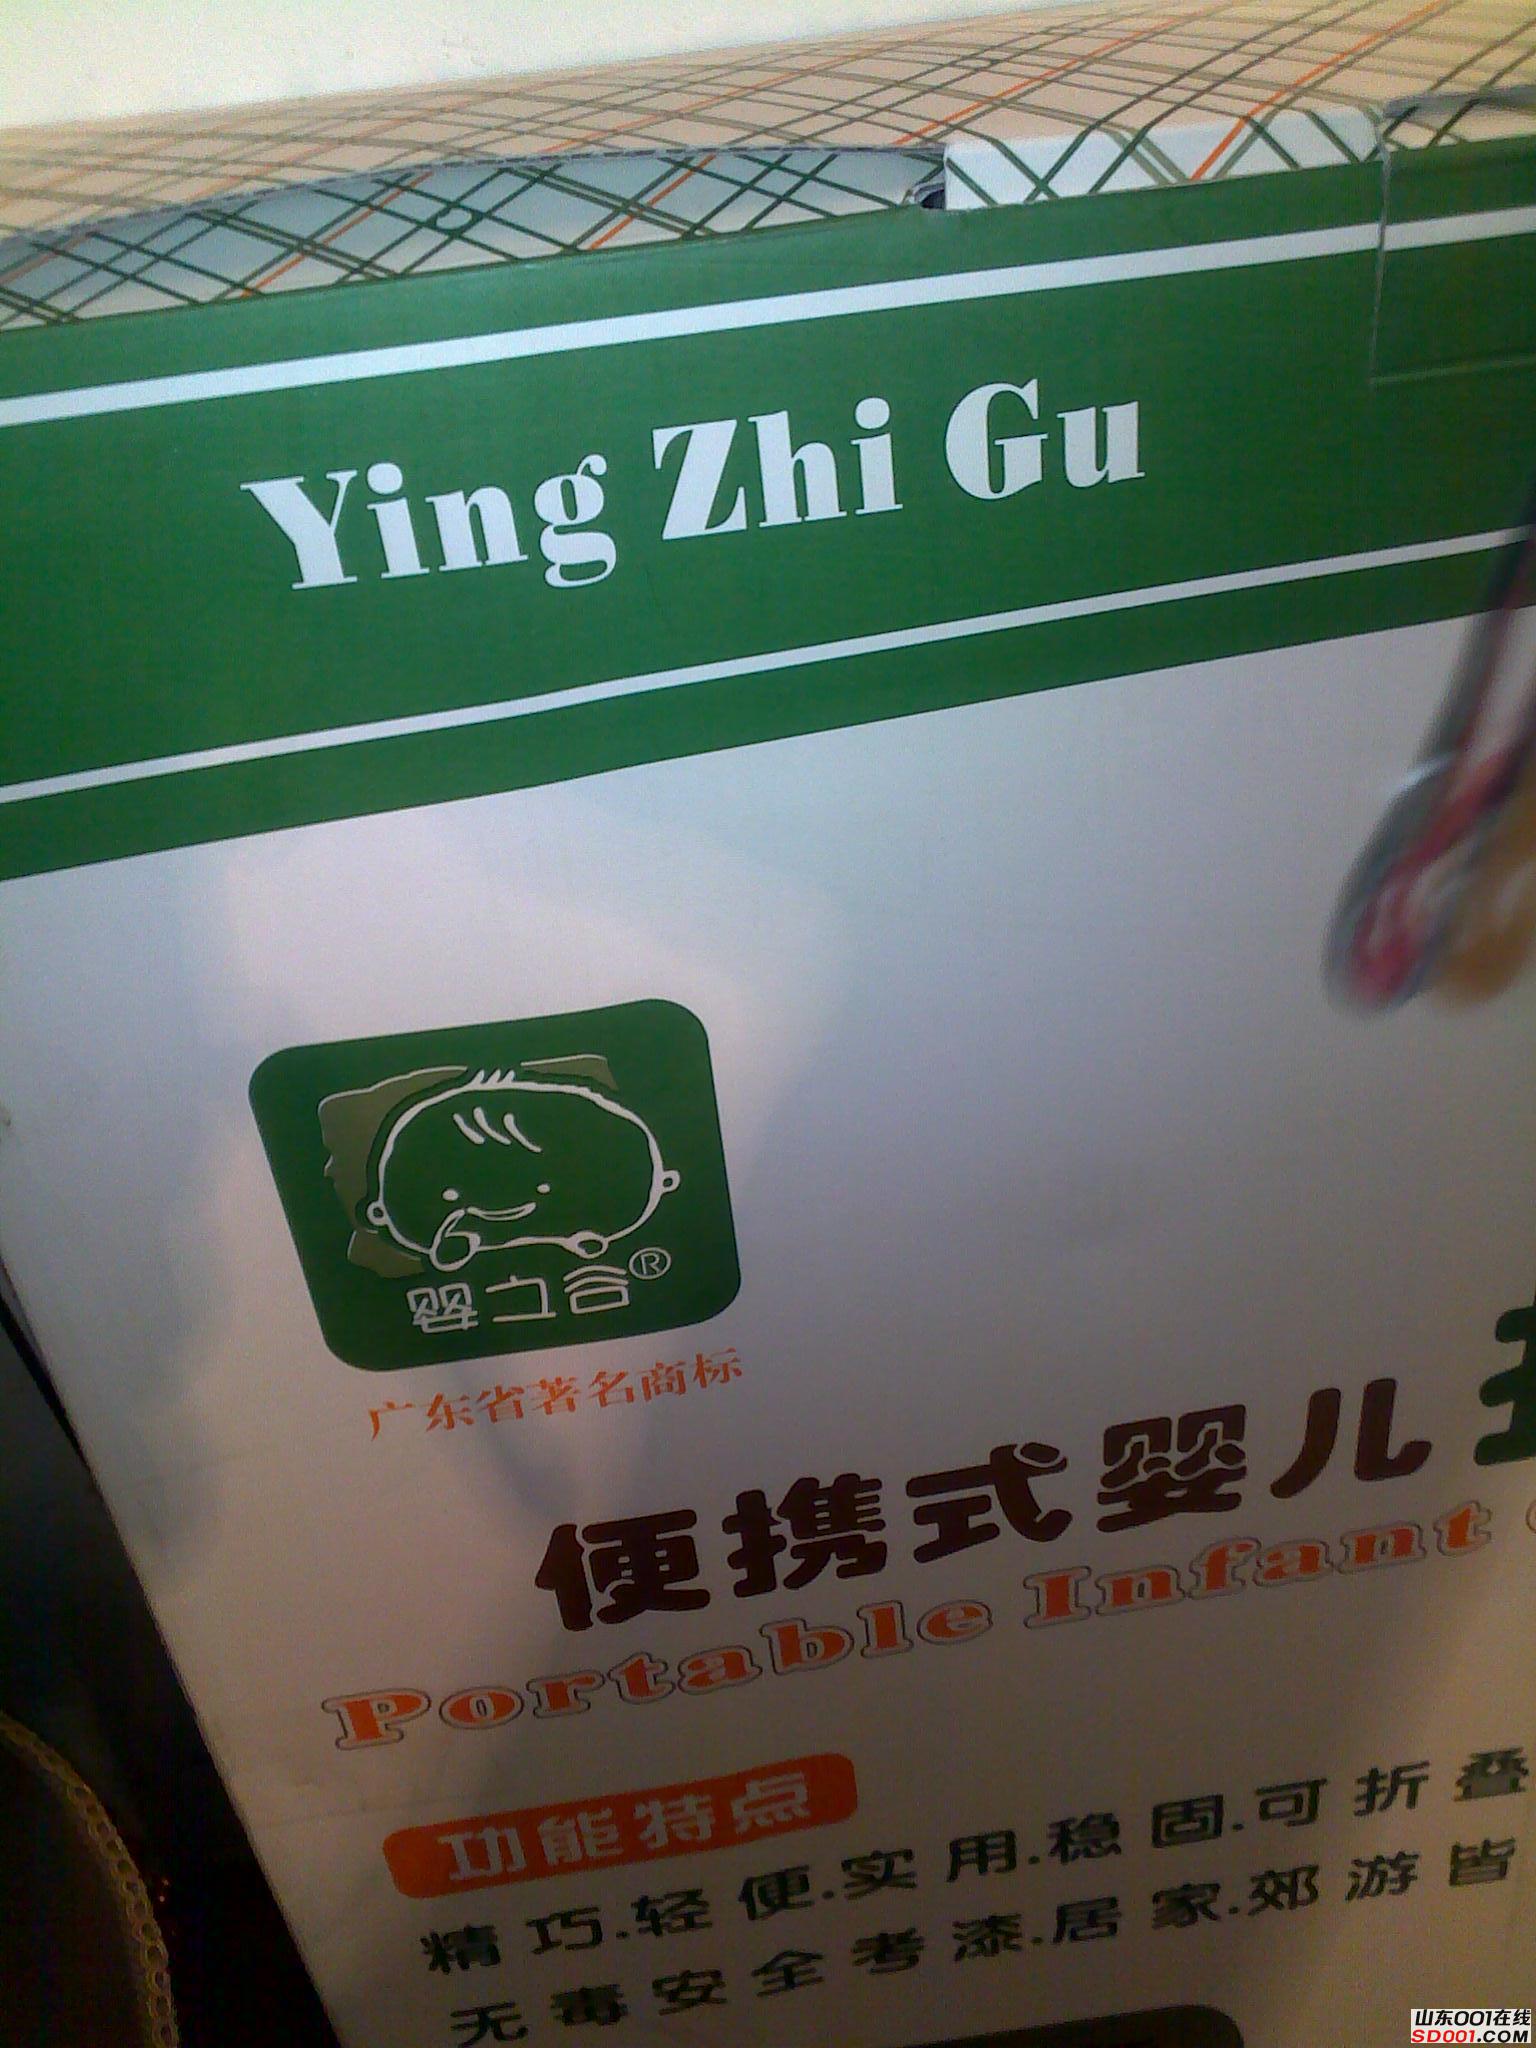 Ying Zhi Gu
婴之谷®
广东省著名商标
便携式婴儿
Portable Infant
功能特点
精巧.轻便.实用.稳固.可折叠
无毒安全考漆.居家.郊游皆
山东001在线
SD001.COM